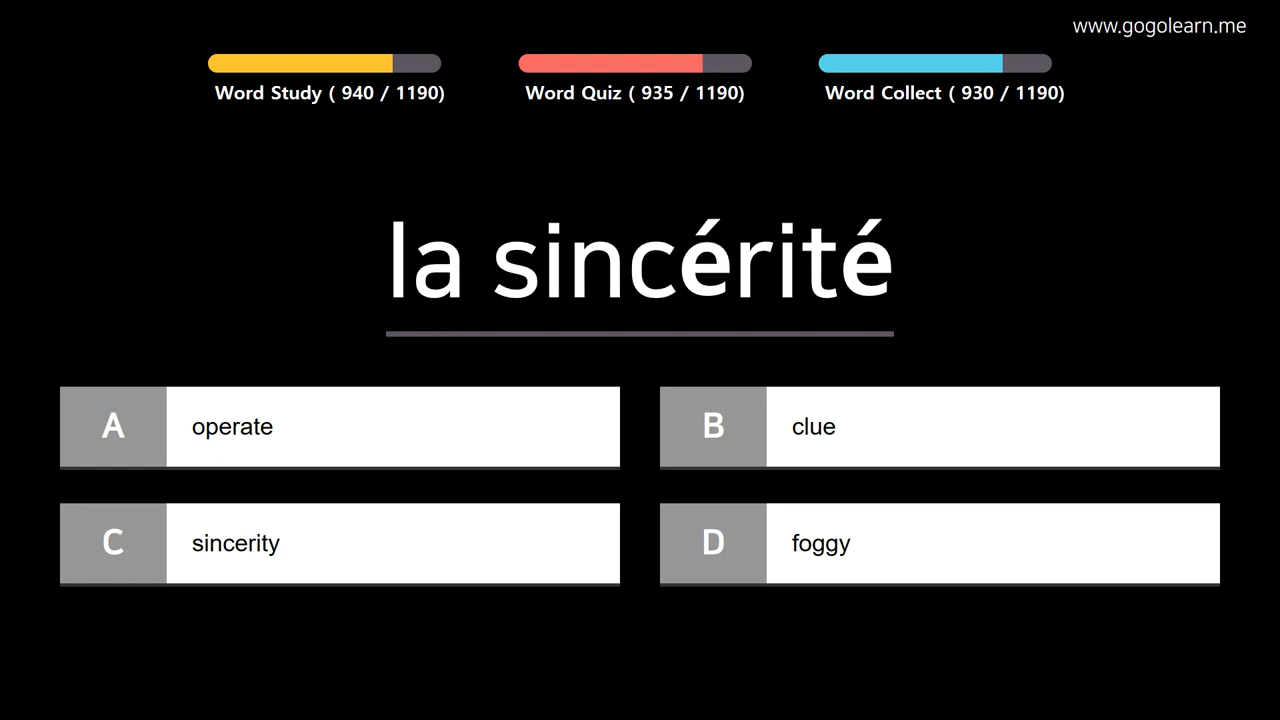 www.gogolearn.me
Word Study ( 940 / 1190)
Word Quiz ( 935 / 1190)
Word Collect ( 930 / 1190)
la sincérité
A operate
B clue
C sincerity
D foggy